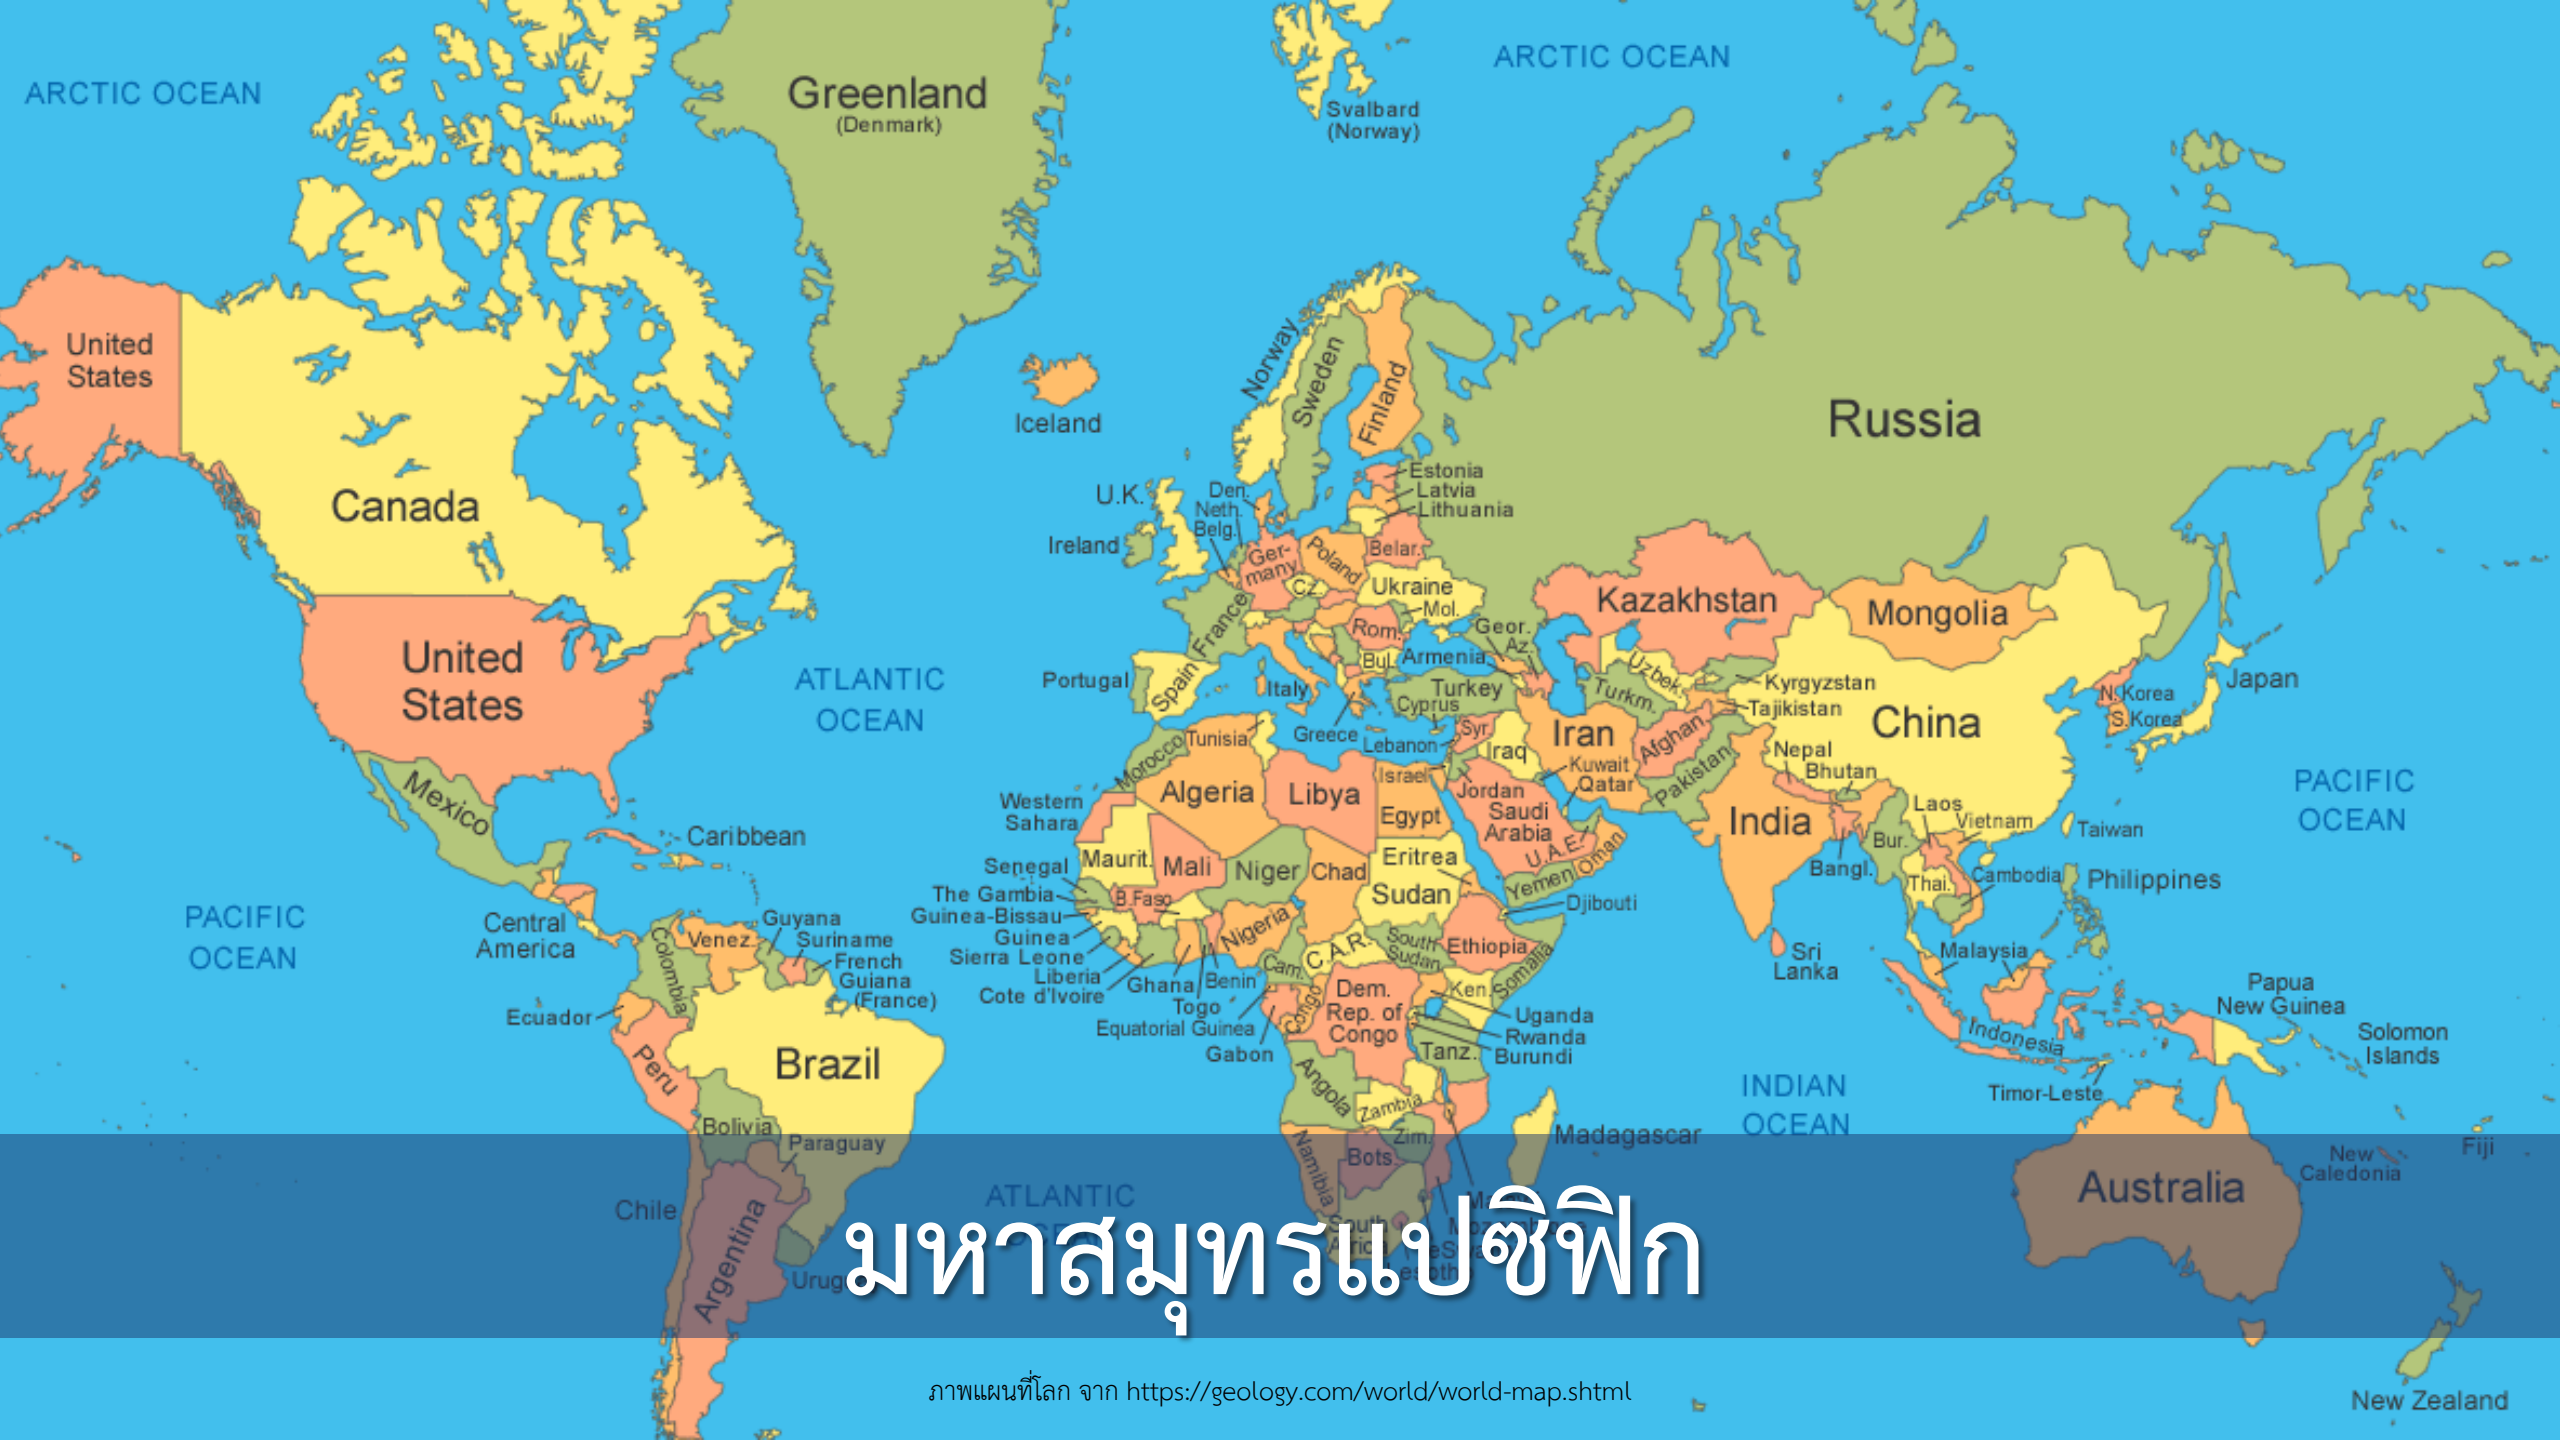 ARCTIC OCEAN
ARCTIC OCEAN
Greenland
(Denmark)
Svalbard
(Norway)
United
States
Iceland
Norway
Sweden
Finland
Russia
Canada
Estonia
Latvia
Lithuania
U.K.
Den.
Neth.
Belg.
Ireland
Ger-
many
Poland
Belar.
Cz.
Ukraine
Mol.
Kazakhstan
Mongolia
United
States
ATLANTIC
OCEAN
Portugal
Spain
France
Italy
Rom.
Bul.
Geor.
Az.
Armenia
Turkey
Cyprus
Uzbek.
Turkm.
Kyrgyzstan
Tajikistan
China
N.Korea
S.Korea
Japan
Mexico
Morocco
Tunisia
Greece
Lebanon
Syr.
Iraq
Iran
Afghan.
Pakistan
Nepal
Bhutan
PACIFIC
OCEAN
Western
Sahara
Algeria
Libya
Israel
Egypt
Jordan
Kuwait
Qatar
Saudi
Arabia
U.A.E.
Oman
India
Laos
Vietnam
Taiwan
Caribbean
Senegal
Maurit.
Mali
Niger
Chad
Eritrea
Sudan
Yemen
Djibouti
Bangl.
Bur.
Thai.
Cambodia
Philippines
The Gambia
Guinea-Bissau
Guinea
Sierra Leone
Liberia
Cote d'Ivoire
B.Faso
Ghana
Togo
Benin
Nigeria
Cam.
C.A.R.
South
Sudan
Ethiopia
Somalia
Sri
Lanka
Malaysia
PACIFIC
OCEAN
Central
America
Colombia
Venez.
Guyana
Suriname
French
Guiana
(France)
Ecuador
Equatorial Guinea
Gabon
Congo
Dem.
Rep. of
Congo
Ken.
Uganda
Rwanda
Burundi
Tanz.
Indonesia
Papua
New Guinea
Solomon
Islands
Timor-Leste
Peru
Brazil
Bolivia
Paraguay
Angola
Zambia
INDIAN
OCEAN
Madagascar
Namibia
Bots.
Zim.
Chile
Argentina
ATLANTIC
South
Australia
New
Caledonia
Fiji
มหาสมุทรแปซิฟิก
ภาพแผนที่โลก จาก https://geology.com/world/world-map.shtml
New Zealand